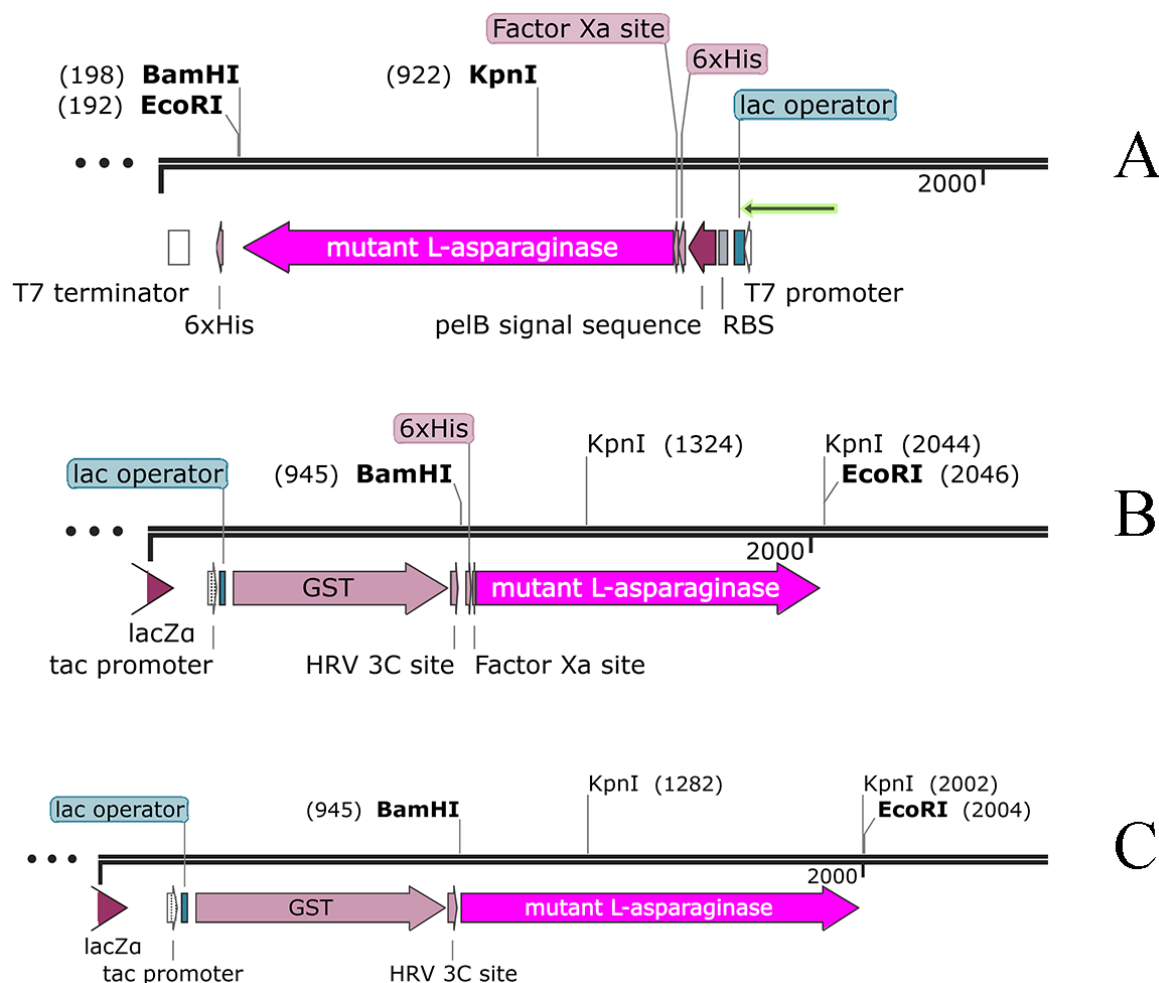 Factor Xa site
(198) BamHI
(922) KpnI
6xHis
(192) EcoRI
lac operator
A
2000
mutant L-asparaginase
T7 terminator
T7 promoter
6xHis
pelB signal sequence
RBS
6xHis
KpnI (1324)
KpnI (2044)
lac operator
(945) BamHI
EcoRI (2046)
B
2000
GST
mutant L-asparaginase
lacZα
tac promoter
HRV 3C site
Factor Xa site
KpnI (1282)
KpnI (2002)
lac operator
(945) BamHI
EcoRI (2004)
C
2000
GST
mutant L-asparaginase
lacZα
tac promoter
HRV 3C site